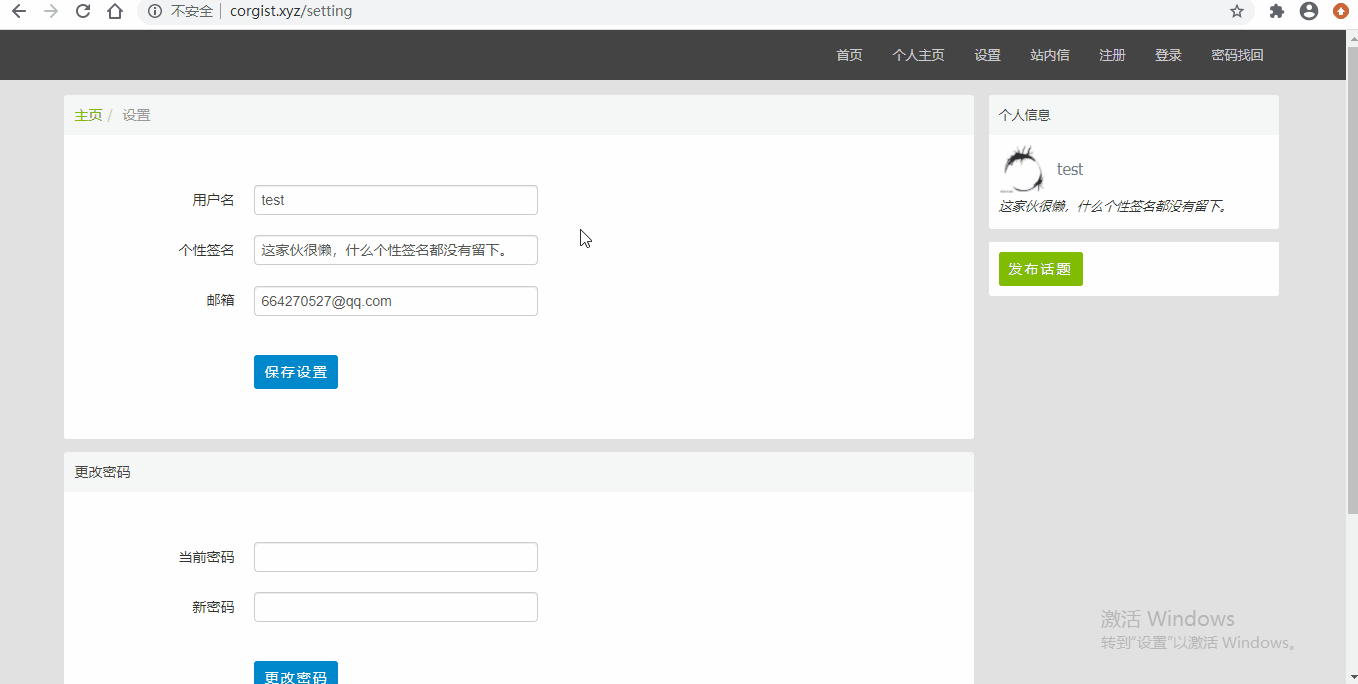 不安全 corgist.xyz/setting
首页 个人主页 设置 站内信 注册 登录 密码找回
主页 / 设置
用户名 test
个性签名 这家伙很懒，什么个性签名都没有留下。
邮箱 664270527@qq.com
保存设置
更改密码
当前密码
新密码
更改密码
个人信息
test
这家伙很懒，什么个性签名都没有留下。
发布话题
激活 Windows
转到“设置”以激活 Windows。